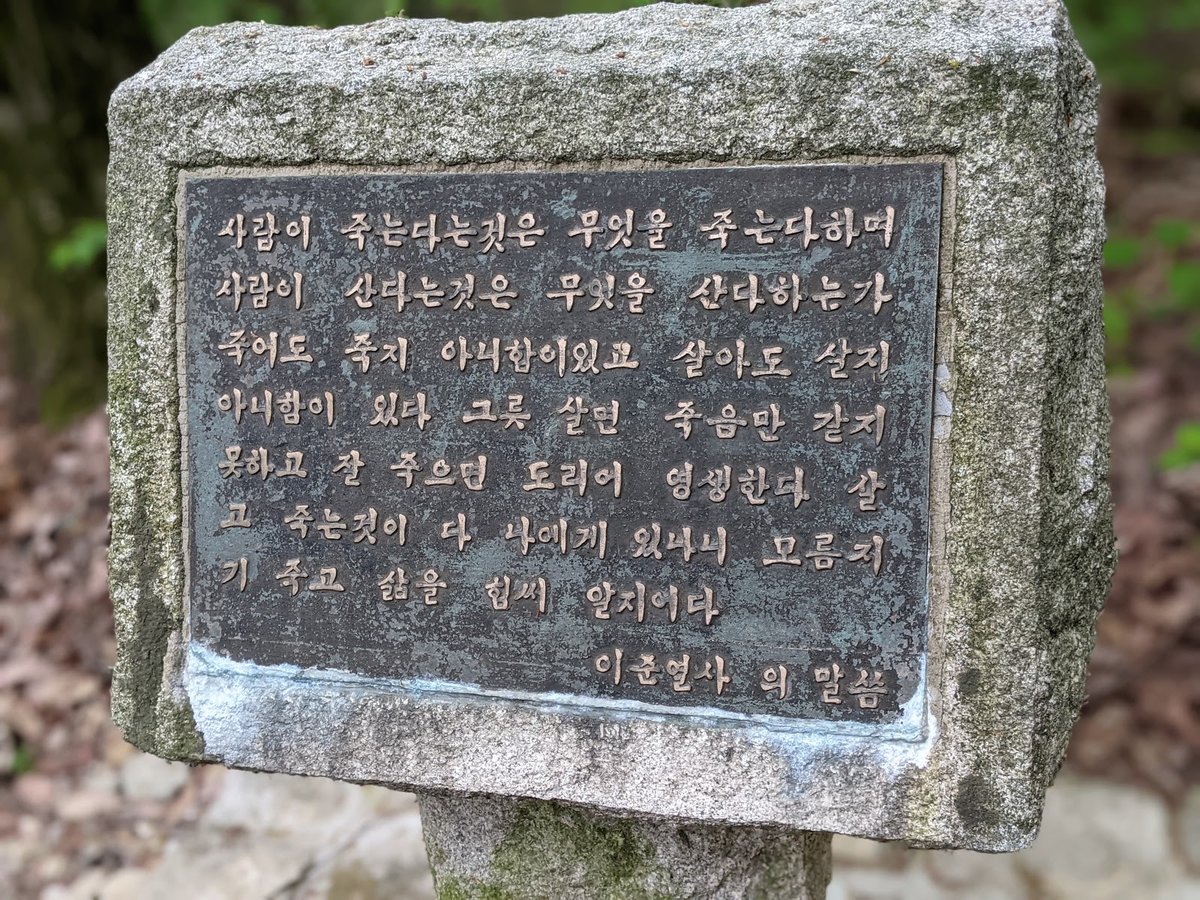 사람이 죽는다는것은 무엇을 죽는다하며
사람이 산다는것은 무엇을 산다하는가
죽어도 죽지 아니함이있고 살아도 살지
아니함이 있다 그릇 살면 죽음만 같지
못하고 잘 죽으면 도리어 영생한다 살
고 죽는것이 다 나에게 있나니 모름지
기 죽고 삶을 힘써 알지어다
이준열사 의 말씀